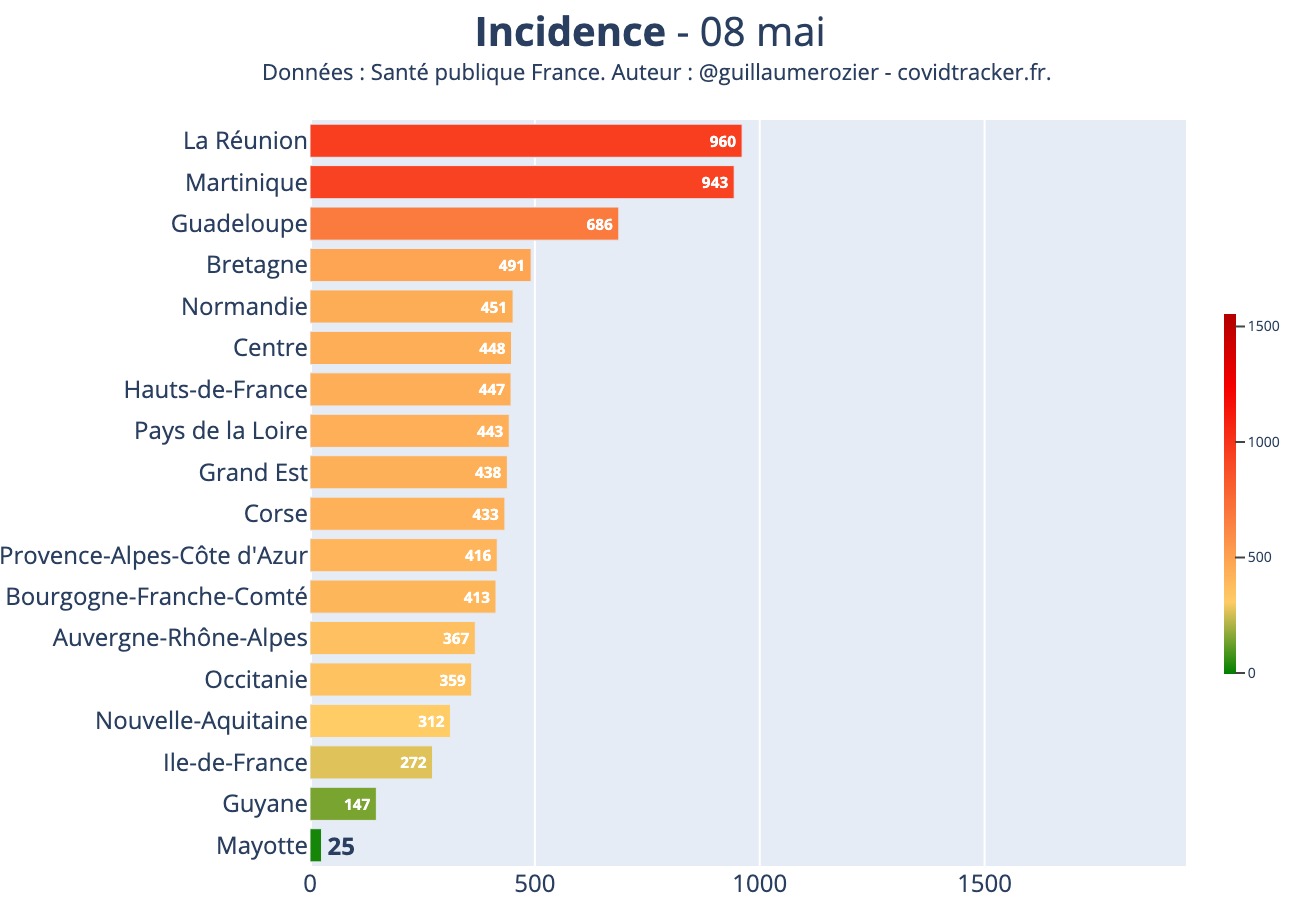 Incidence - 08 mai
Données : Santé publique France. Auteur : @guillaumerozier - covidtracker.fr.
La Réunion 960
Martinique 943
Guadeloupe 686
Bretagne 491
Normandie 451
Centre 448
Hauts-de-France 447
Pays de la Loire 443
Grand Est 438
Corse 433
Provence-Alpes-Côte d'Azur 416
Bourgogne-Franche-Comté 413
Auvergne-Rhône-Alpes 367
Occitanie 359
Nouvelle-Aquitaine 312
Ile-de-France 272
Guyane 147
Mayotte 25
0 500 1000 1500
1500
1000
500
0